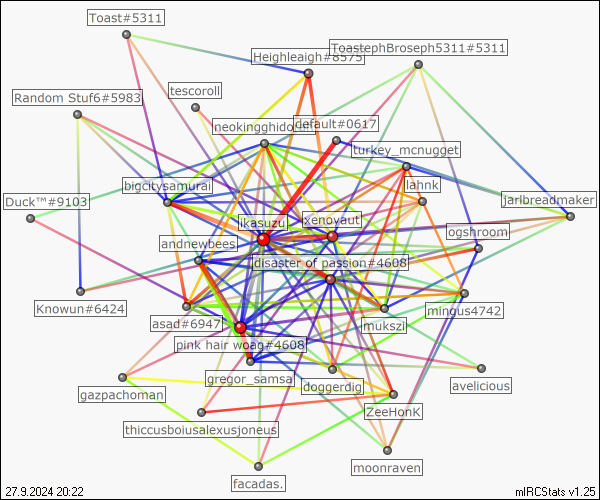 Toast#5311
ToastephBroseph5311#5311
Heighleaigh#8575
tescoroll
Random Stuf6#5983
neokingghidorah
default#0617
turkey_mcnugget
bigcitysamurai
lahnk
Duck™#9103
jarlbreadmaker
ikasuzu
xenovaut
ogshroom
andnewbees
disaster of passion#4608
Knowun#6424
mingus4742
asad#6947
mukszi
pink hair woag#4608
gregor_samsa
doggerdig
avelicious
gazpachoman
ZeeHonK
thiccusboiusalexusjoneus
moonraven
facadas.
27.9.2024 20:22
mIRCStats v1.25